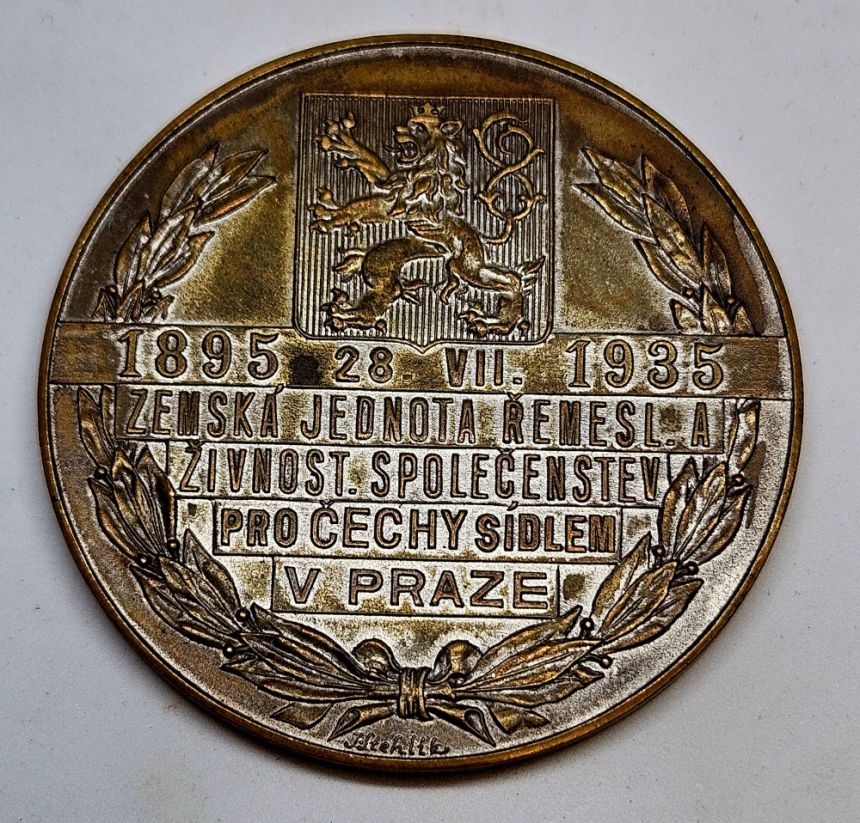 1895 28. VII. 1935
ZEMSKÁ JEDNOTA ŘEMESL. A
ŽIVNOST. SPOLEČENSTEV
PRO ČECHY SÍDLEM
V PRAZE